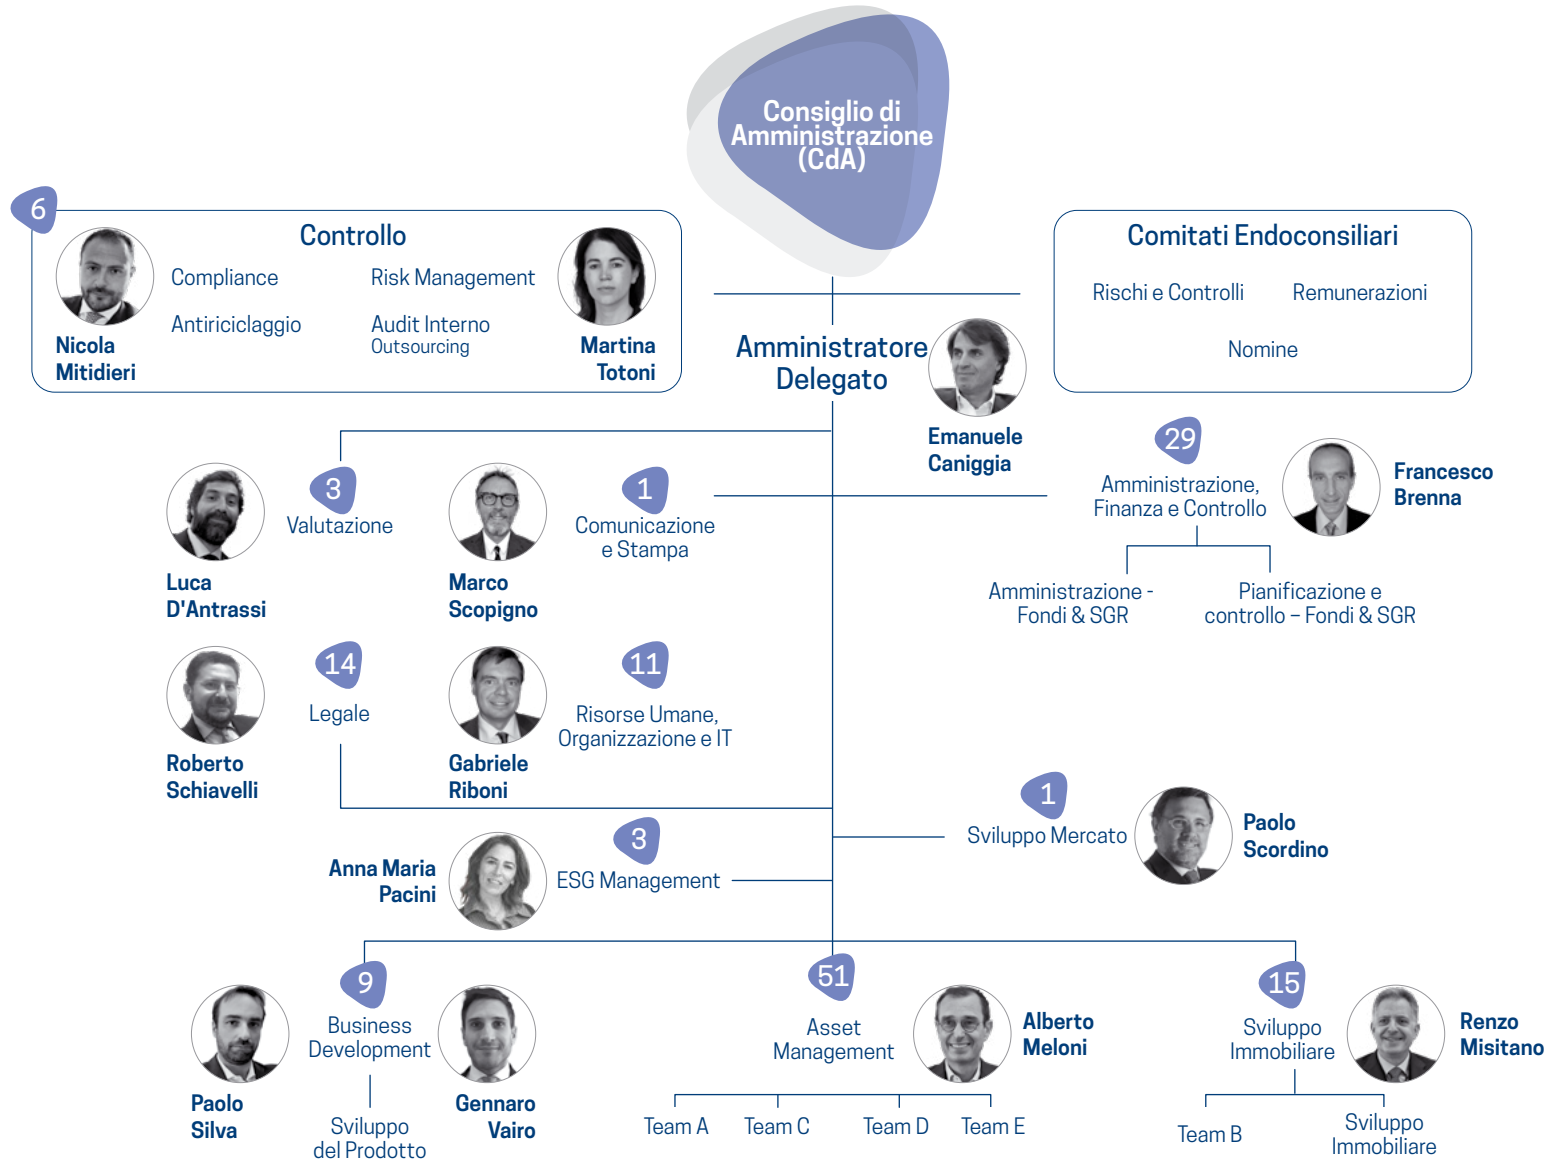 Consiglio di
Amministrazione
(CdA)
6
Controllo
Compliance
Risk Management
Antiriciclaggio
Audit Interno
Outsourcing
Nicola
Mitidieri
Martina
Totoni
Comitati Endoconsiliari
Rischi e Controlli
Remunerazioni
Nomine
Amministratore
Delegato
Emanuele
Caniggia
3
Valutazione
Luca
D'Antrassi
1
Comunicazione
e Stampa
Marco
Scopigno
29
Amministrazione,
Finanza e Controllo
Francesco
Brenna
Amministrazione -
Fondi & SGR
Pianificazione e
controllo – Fondi & SGR
14
Legale
Roberto
Schiavelli
11
Risorse Umane,
Organizzazione e IT
Gabriele
Riboni
1
Sviluppo Mercato
Paolo
Scordino
3
ESG Management
Anna Maria
Pacini
9
Business
Development
Paolo
Silva
Gennaro
Vairo
Sviluppo
del Prodotto
51
Asset
Management
Alberto
Meloni
Team A
Team C
Team D
Team E
15
Sviluppo
Immobiliare
Renzo
Misitano
Team B
Sviluppo
Immobiliare